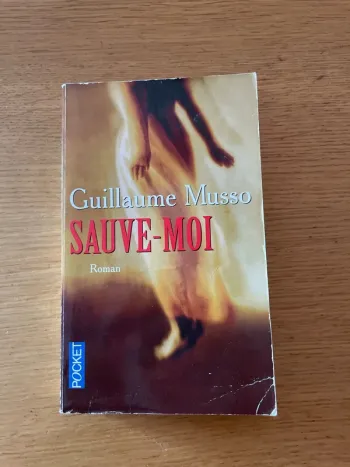 Guillaume Musso
SAUVE-MOI
Roman
POCKET